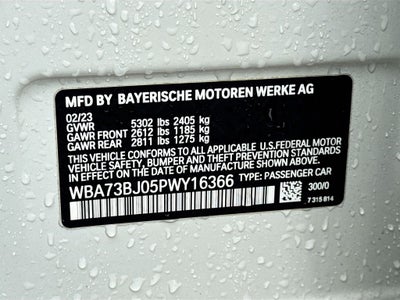 MFD BY BAYERISCHE MOTOREN WERKE AG
02/23
GVWR 5302 lbs 2405 kg
GAWR FRONT 2612 lbs 1185 kg
GAWR REAR 2811 lbs 1275 kg
THIS VEHICLE CONFORMS TO ALL APPLICABLE U.S.FEDERAL MOTOR
VEHICLE SAFETY, BUMPER, AND THEFT PREVENTION STANDARDS IN
EFFECT ON THE DATE OF MANUFACTURE SHOWN ABOVE.
WBA73BJ05PWY16366 TYPE: PASSENGER CAR
300/0
7 315 814